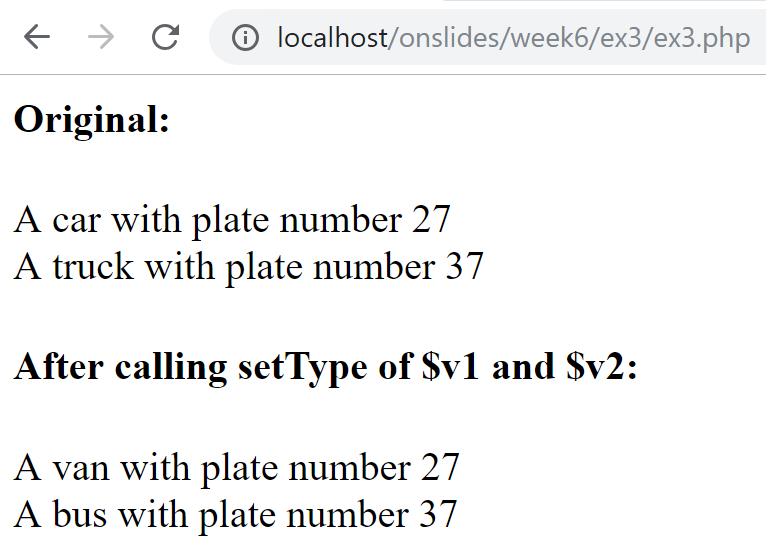 localhost/onslides/week6/ex3/ex3.php
Original:
A car with plate number 27
A truck with plate number 37
After calling setType of $v1 and $v2:
A van with plate number 27
A bus with plate number 37